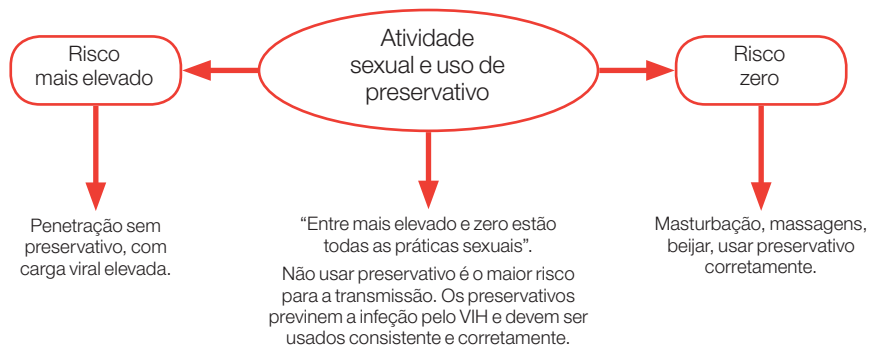 Atividade
sexual e uso de
preservativo
Risco
mais elevado
Risco
zero
Penetração sem
preservativo, com
carga viral elevada.
“Entre mais elevado e zero estão
todas as práticas sexuais”.
Não usar preservativo é o maior risco
para a transmissão. Os preservativos
previnem a infeção pelo VIH e devem ser
usados consistente e corretamente.
Masturbação, massagens,
beijar, usar preservativo
corretamente.